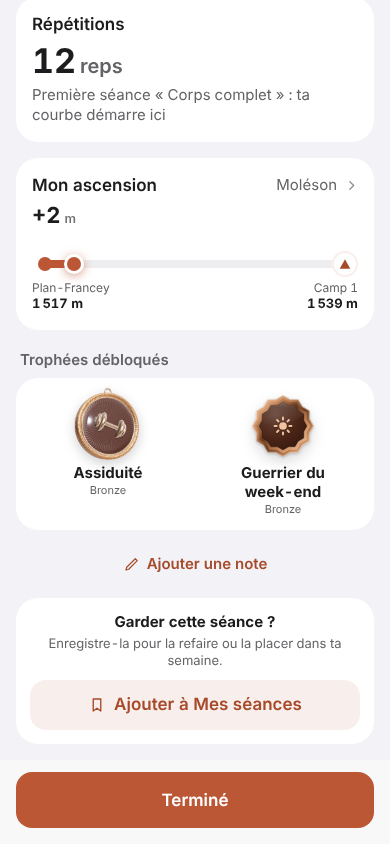 Répétitions
12 reps
Première séance « Corps complet » : ta
courbe démarre ici
Mon ascension
Moléson
+2 m
Plan-Francey
Camp 1
1 517 m
1 539 m
Trophées débloqués
Assiduité
Bronze
Guerrier du
week-end
Bronze
Ajouter une note
Garder cette séance ?
Enregistre-la pour la refaire ou la placer dans ta
semaine.
Ajouter à Mes séances
Terminé